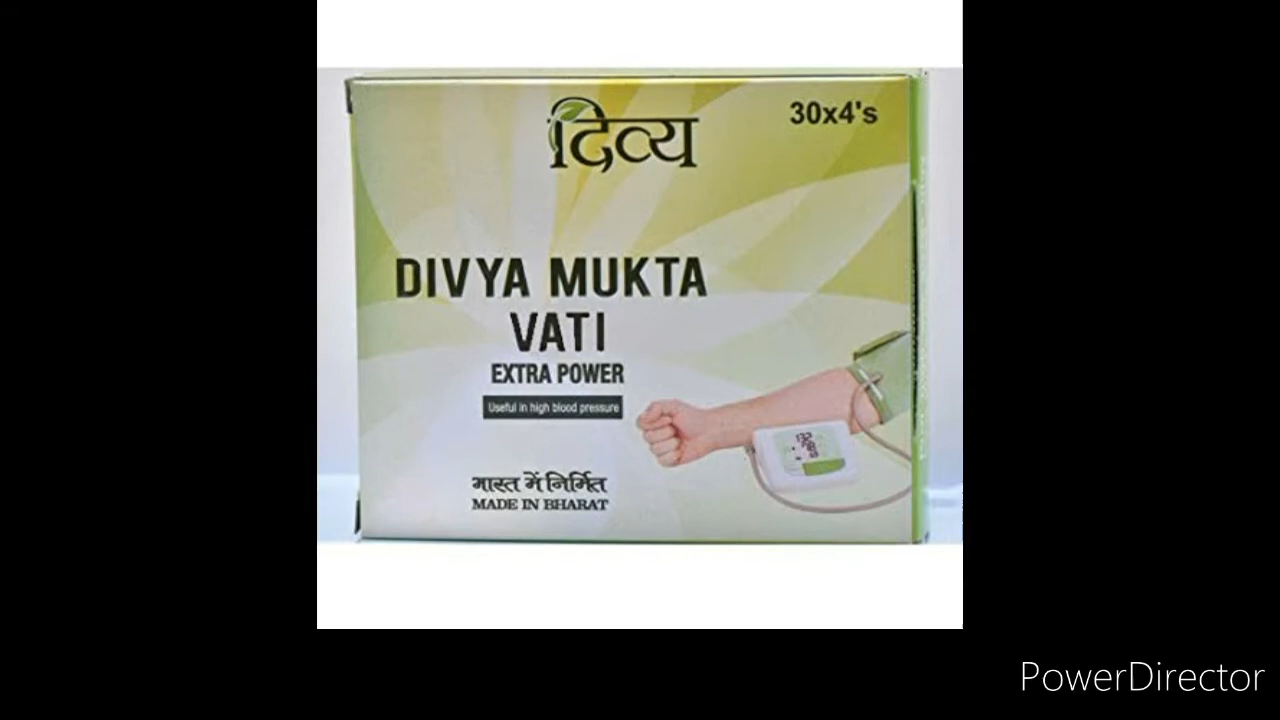 दिव्य
30x4's
DIVYA MUKTA
VATI
EXTRA POWER
Useful in high blood pressure
भारत में निर्मित
MADE IN BHARAT
PowerDirector